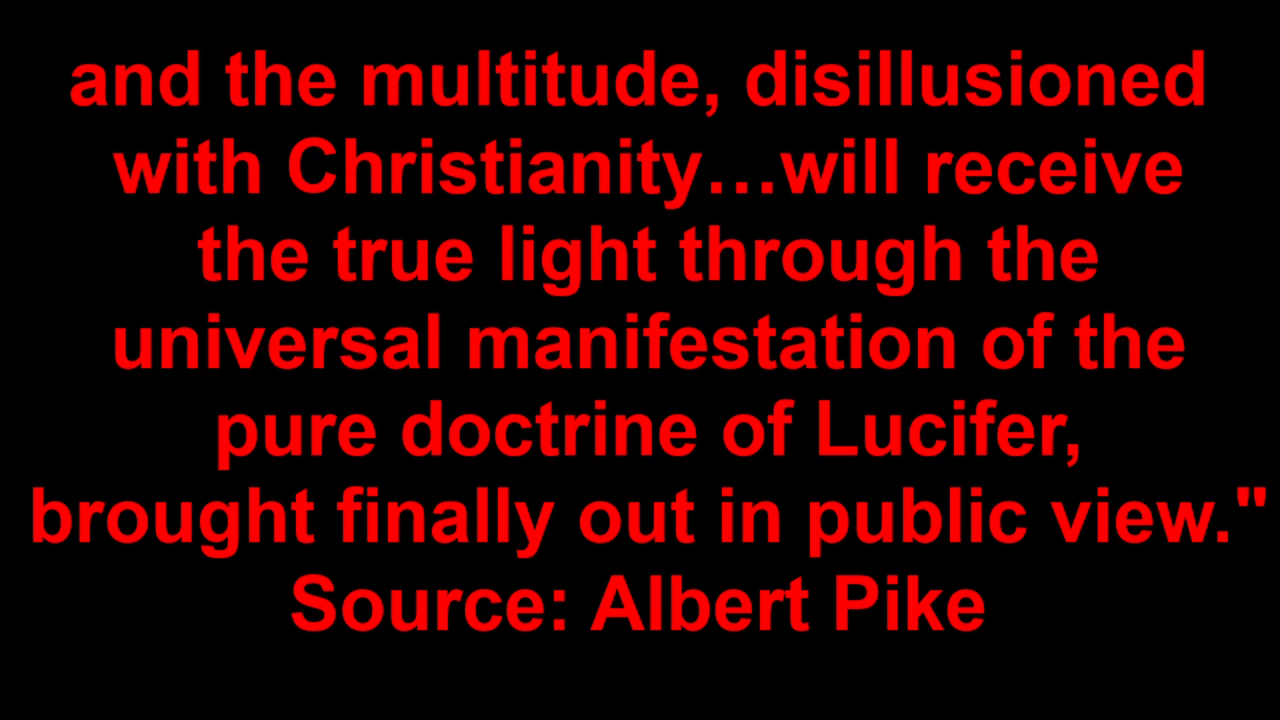 and the multitude, disillusioned
with Christianity...will receive
the true light through the
universal manifestation of the
pure doctrine of Lucifer,
brought finally out in public view."
Source: Albert Pike